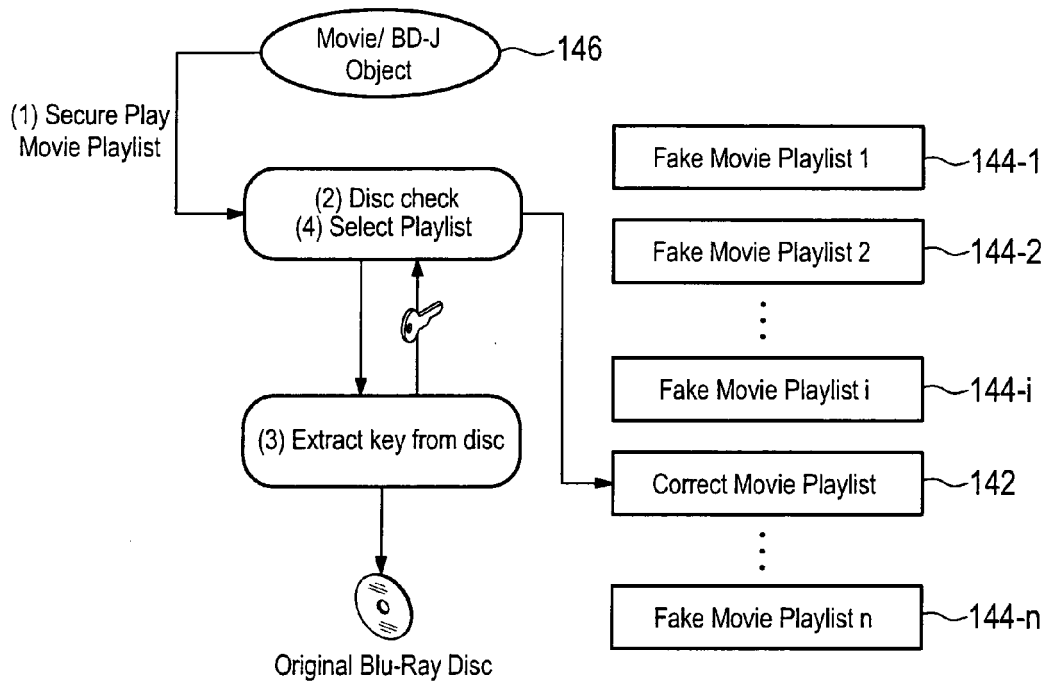 Movie/ BD-J
Object
146
(1) Secure Play
Movie Playlist
(2) Disc check
(4) Select Playlist
(3) Extract key from disc
Original Blu-Ray Disc
Fake Movie Playlist 1
144-1
Fake Movie Playlist 2
144-2
Fake Movie Playlist i
144-i
Correct Movie Playlist
142
Fake Movie Playlist n
144-n